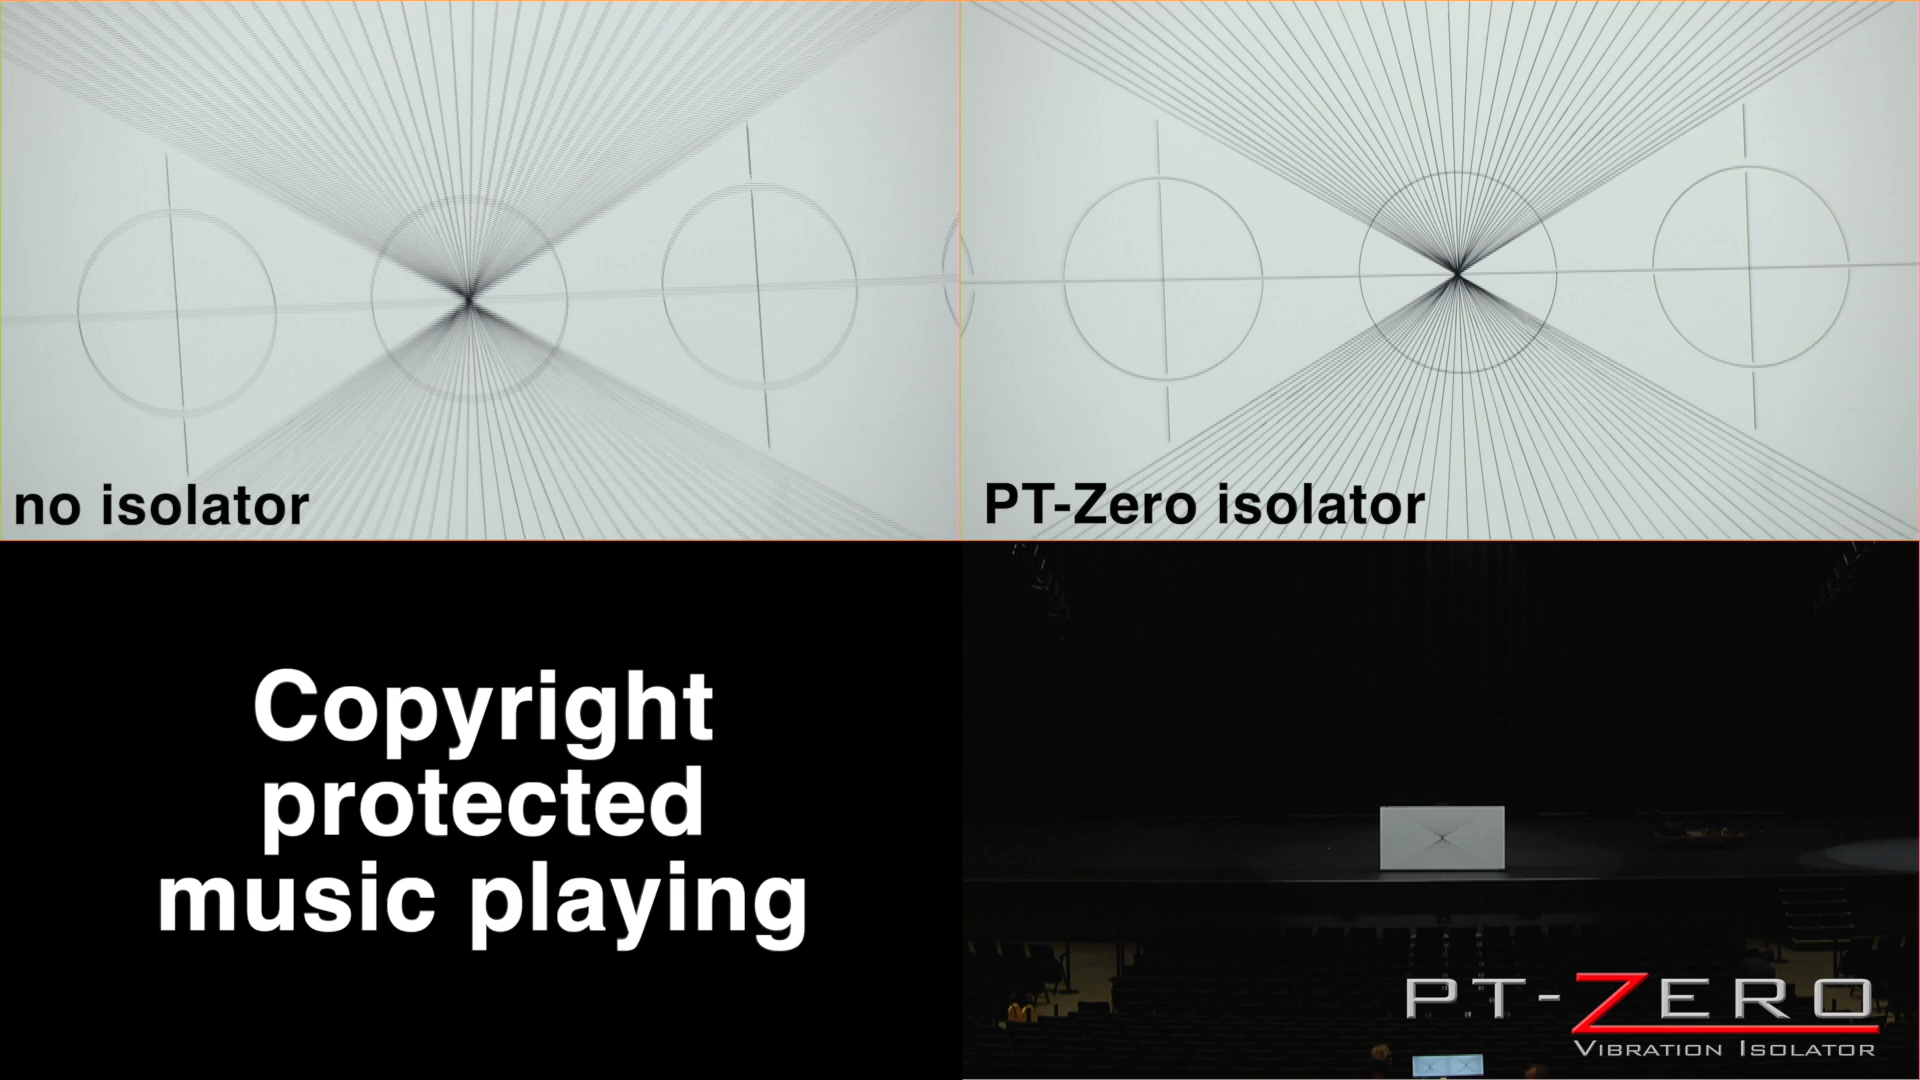 no isolator
PT-Zero isolator
Copyright
protected
music playing
PT-ZERO
VIBRATION ISOLATOR